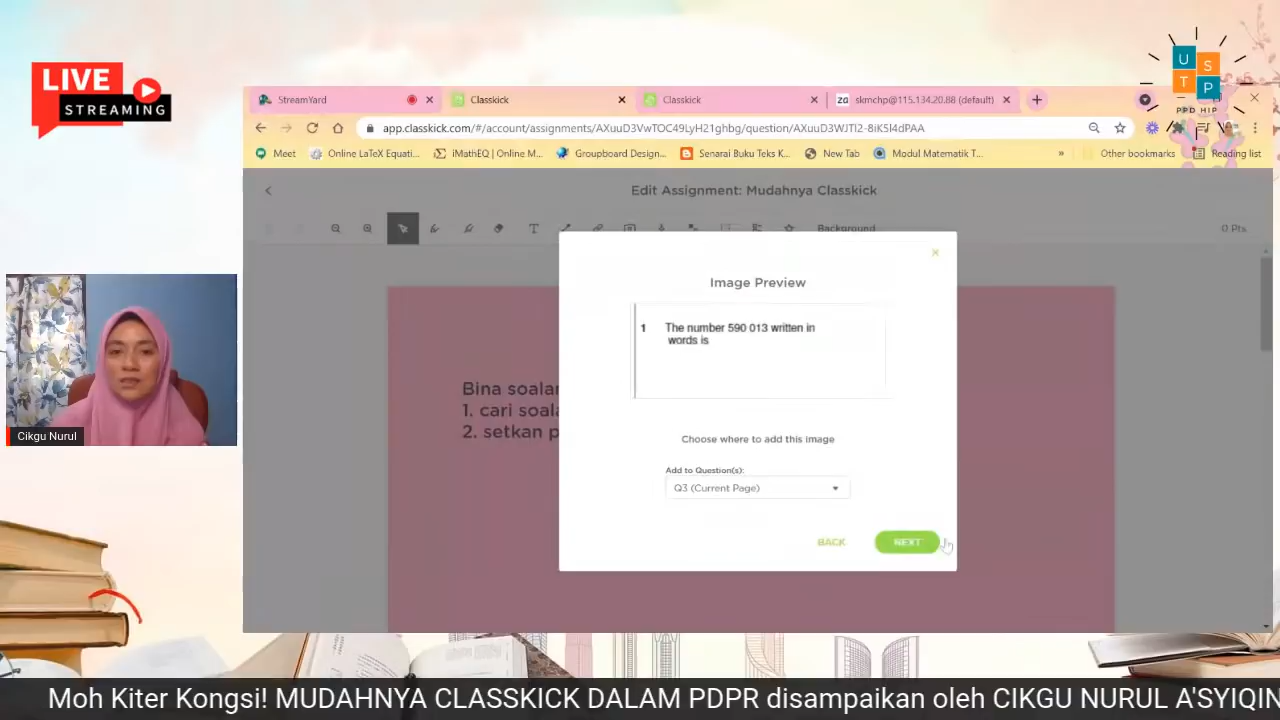 LIVE
STREAMING
U S
T P
PPD HIP
StreamYard
Classkick
Classkick
skmchp@115.134.20.88 (default)
app.classkick.com/#/account/assignments/AXuuD3VwTOC49LyH21ghbg/question/AXuuD3WJTI2-8iK5I4dPAA
Meet
Online LaTeX Equati...
iMathEQ | Online M...
Groupboard Design...
Senarai Buku Teks K...
New Tab
Modul Matematik T...
»
Other bookmarks
Reading list
Edit Assignment: Mudahnya Classkick
Background
0 Pts
Image Preview
1 The number 590 013 written in
words is
Bina soalan
1. cari soala
2. setkan p
Choose where to add this image
Add to Question(s):
Q3 (Current Page)
BACK
NEXT
Cikgu Nurul
Moh Kiter Kongsi! MUDAHNYA CLASSKICK DALAM PDPR disampaikan oleh CIKGU NURUL A'SYIQIN